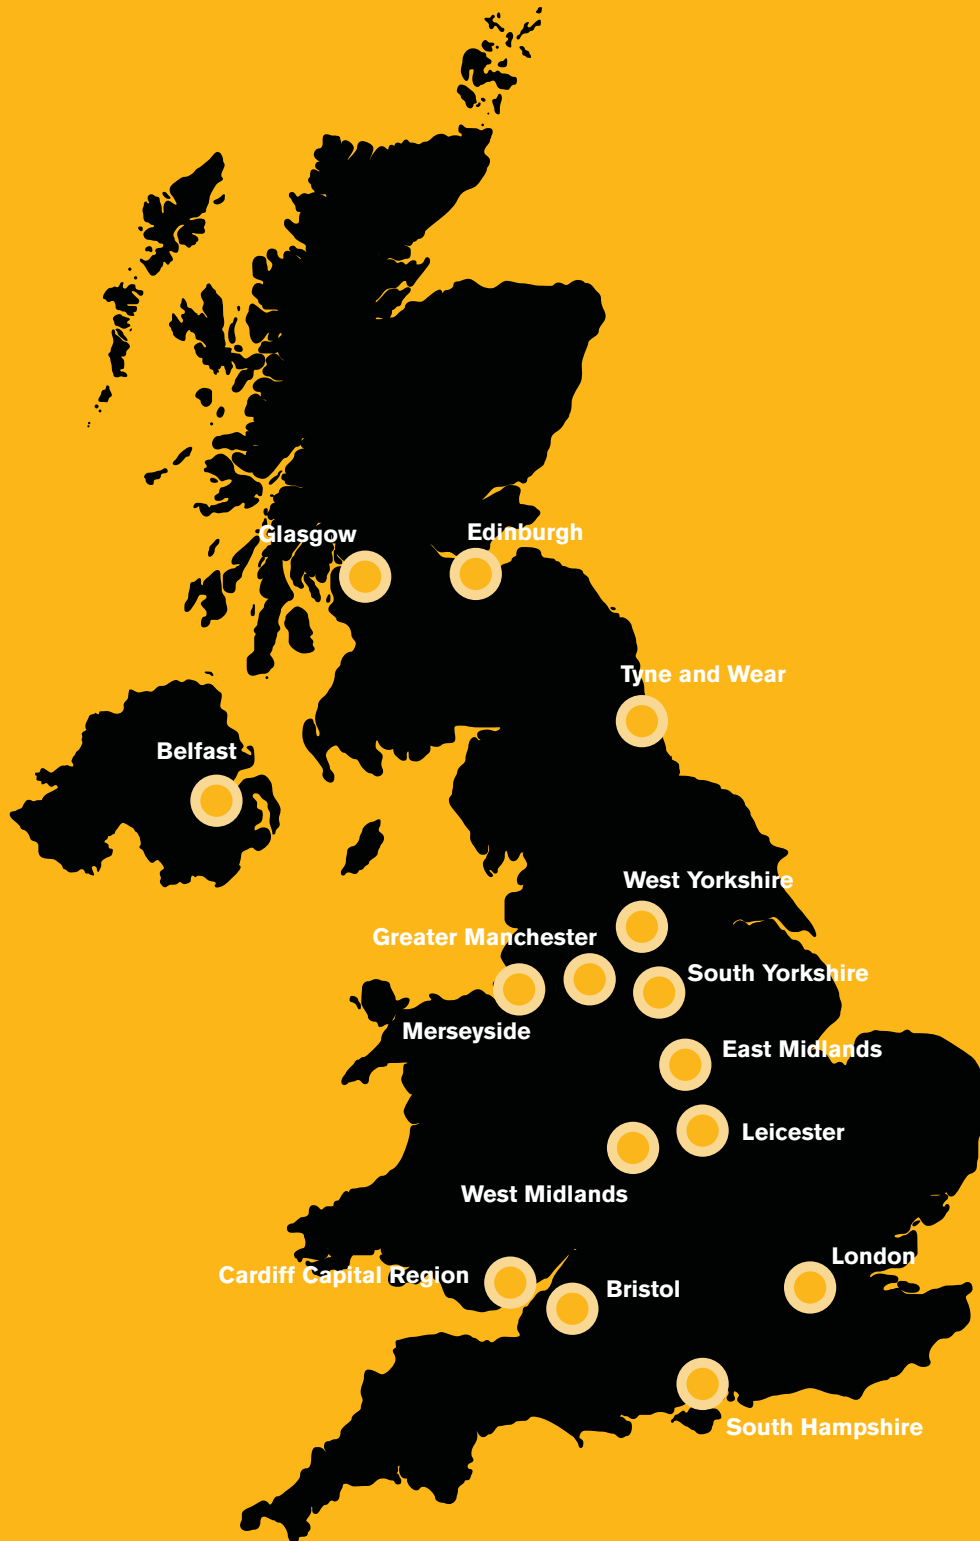 Edinburgh
Glasgow
Tyne and Wear
Belfast
West Yorkshire
Greater Manchester
South Yorkshire
Merseyside
East Midlands
Leicester
West Midlands
London
Cardiff Capital Region
Bristol
South Hampshire